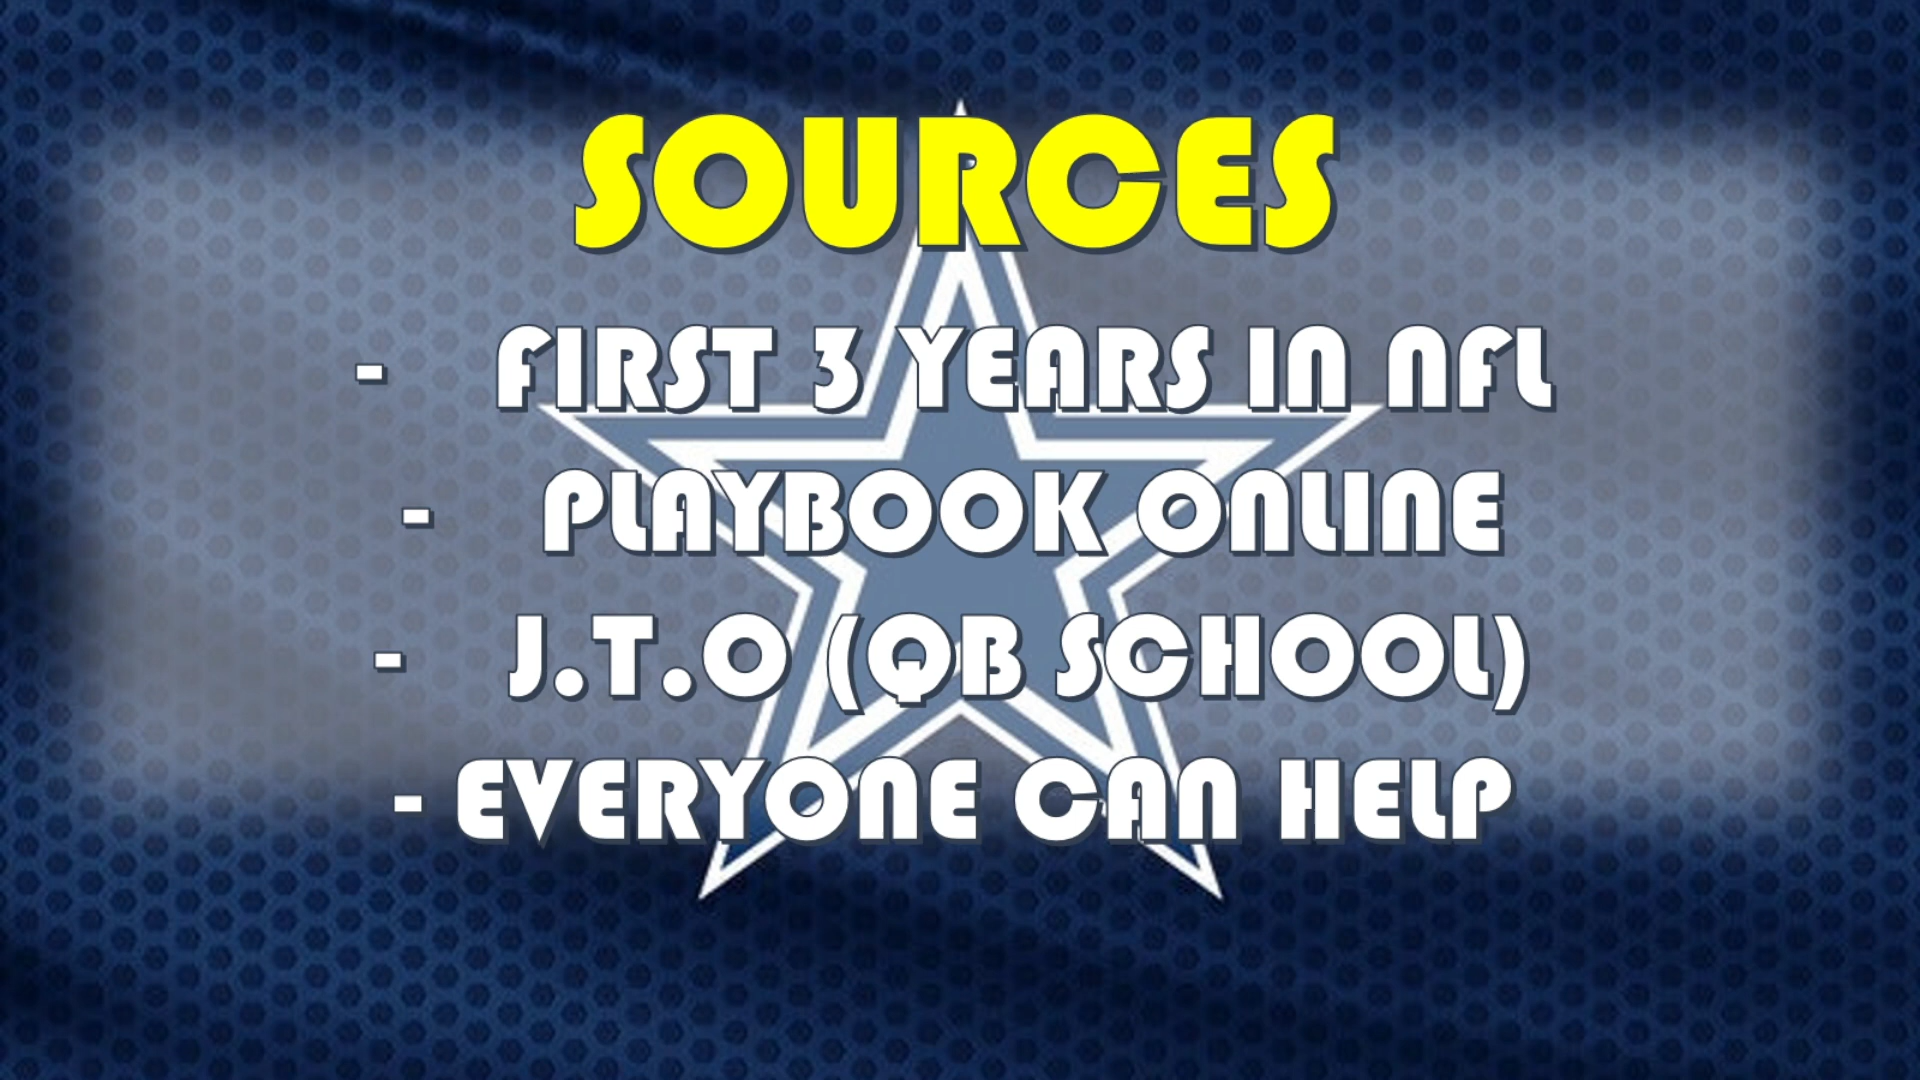 SOURCES
- FIRST 3 YEARS IN NFL
- PLAYBOOK ONLINE
- J.T.O (QB SCHOOL)
- EVERYONE CAN HELP